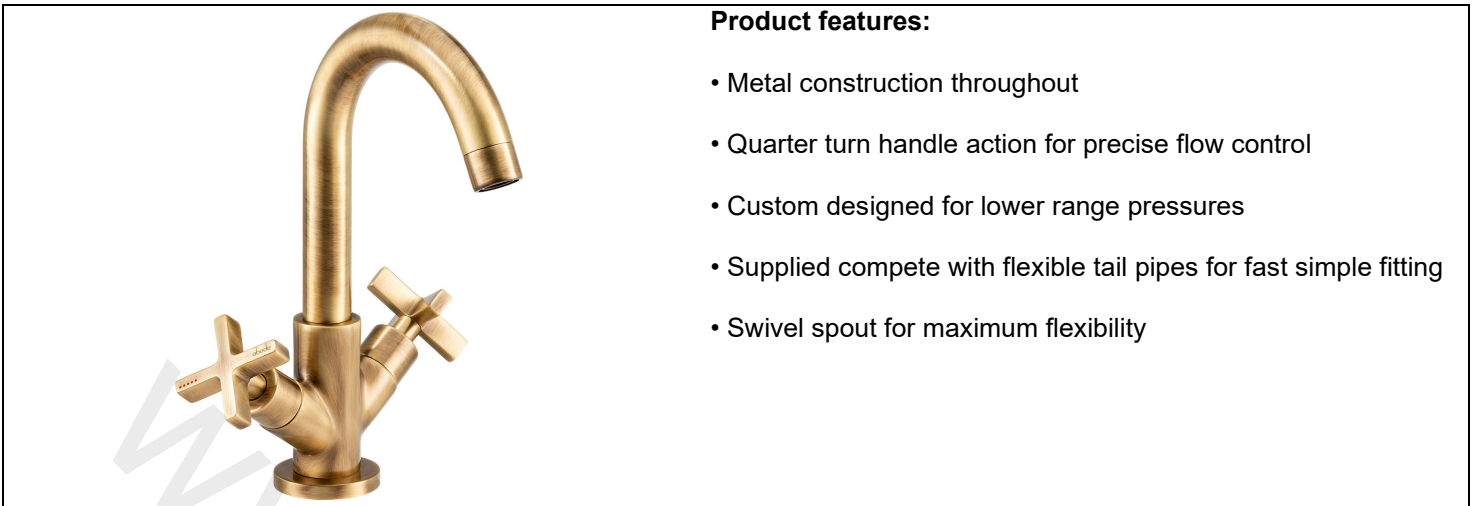 Product features:
• Metal construction throughout
• Quarter turn handle action for precise flow control
• Custom designed for lower range pressures
• Supplied compete with flexible tail pipes for fast simple fitting
• Swivel spout for maximum flexibility
abode